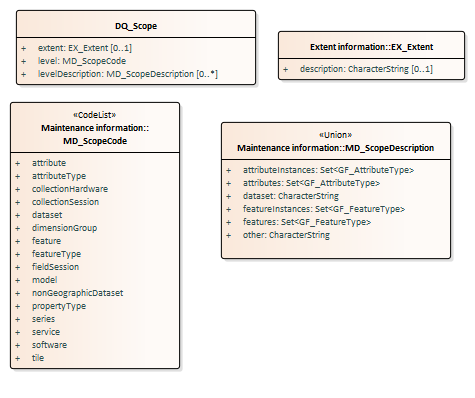 DQ_Scope
+ extent: EX_Extent [0..1]
+ level: MD_ScopeCode
+ levelDescription: MD_ScopeDescription [0..*]
Extent information::EX_Extent
+ description: CharacterString [0..1]
«CodeList»
Maintenance information::
MD_ScopeCode
+ attribute
+ attributeType
+ collectionHardware
+ collectionSession
+ dataset
+ dimensionGroup
+ feature
+ featureType
+ fieldSession
+ model
+ nonGeographicDataset
+ propertyType
+ series
+ service
+ software
+ tile
«Union»
Maintenance information::MD_ScopeDescription
+ attributeInstances: Set<GF_AttributeType>
+ attributes: Set<GF_AttributeType>
+ dataset: CharacterString
+ featureInstances: Set<GF_FeatureType>
+ features: Set<GF_FeatureType>
+ other: CharacterString